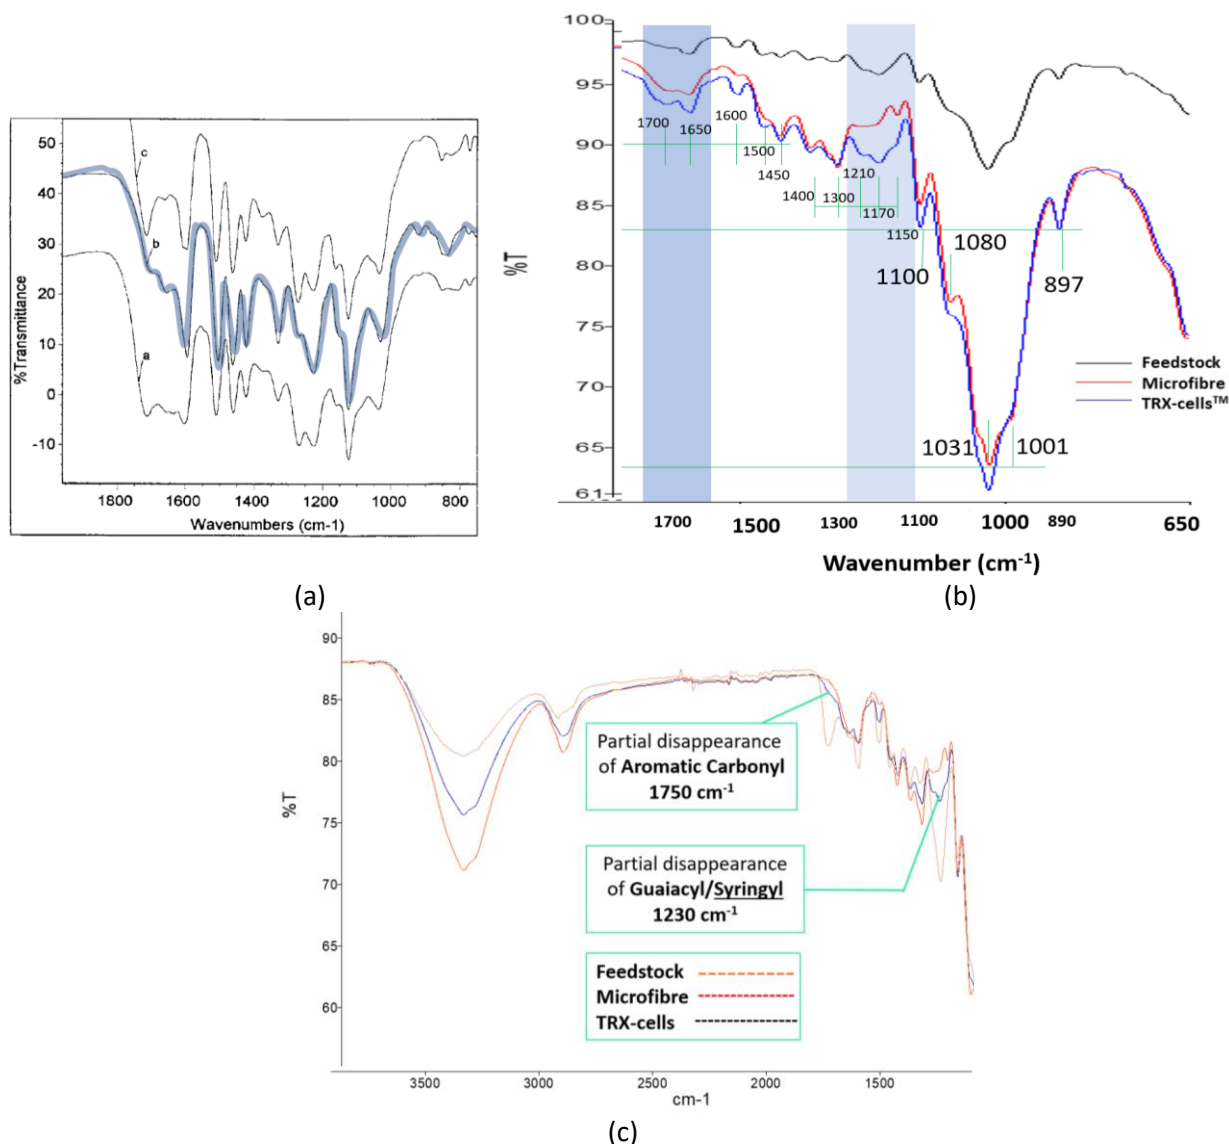 %Transmittance
50
40
30
20
10
0
-10
c
b
a
1800 1600 1400 1200 1000 800
Wavenumbers (cm-1)
(a)
%T
100
95
90
85
80
75
70
65
61
1700
1650
1600
1500
1450
1400
1300
1210
1170
1150
1100
1080
897
1031
1001
Feedstock
Microfibre
TRX-cells™
1700 1500 1300 1100 1000 890 650
Wavenumber (cm-1)
(b)
%T
90
85
80
75
70
65
60
Partial disappearance
of Aromatic Carbonyl
1750 cm-1
Partial disappearance
of Guaiacyl/Syringyl
1230 cm-1
Feedstock
Microfibre
TRX-cells
3500 3000 2500 2000 1500
cm-1
(c)